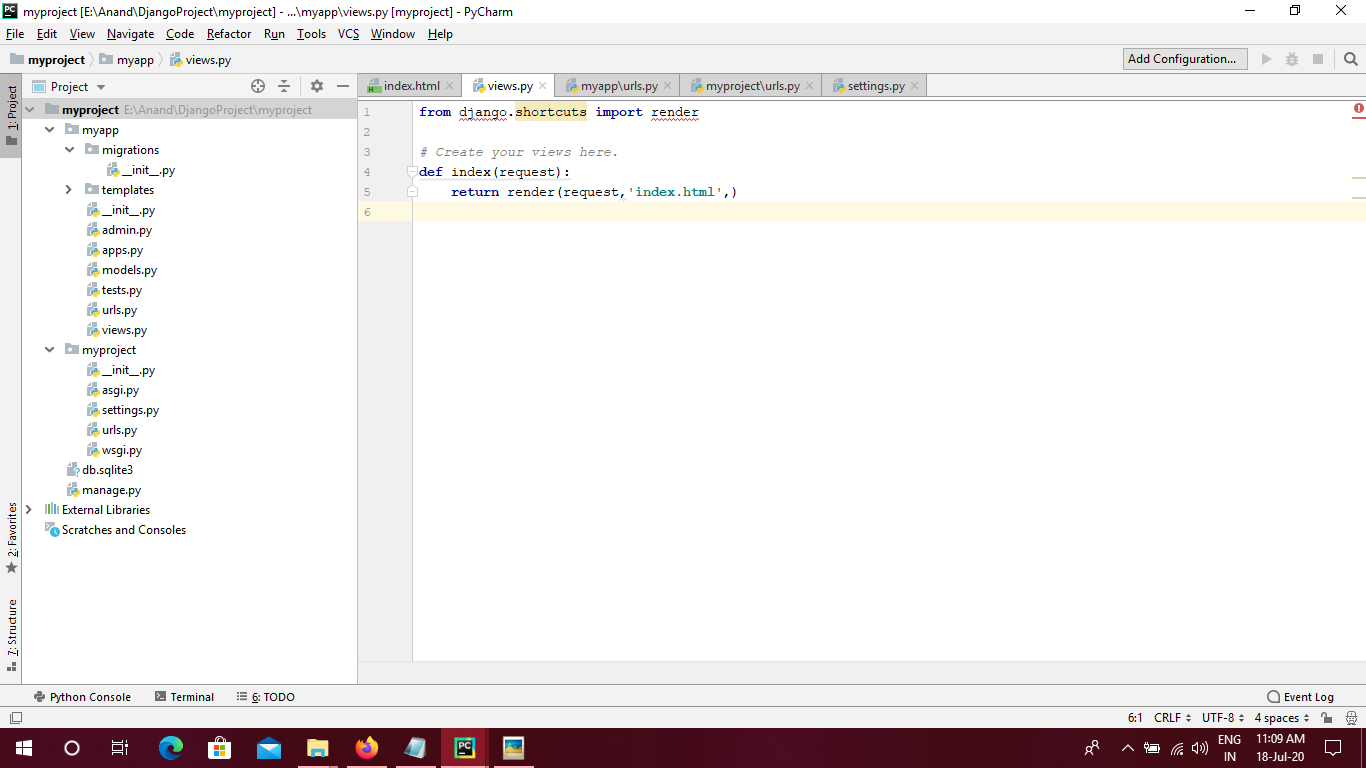 myproject [E:\Anand\DjangoProject\myproject] - ...\myapp\views.py [myproject] - PyCharm
File Edit View Navigate Code Refactor Run Tools VCS Window Help
myproject myapp views.py Add Configuration...
Project
index.html views.py myapp\urls.py myproject\urls.py settings.py
1: Project
myproject E:\Anand\DjangoProject\myproject
myapp
migrations
__init__.py
templates
__init__.py
admin.py
apps.py
models.py
tests.py
urls.py
views.py
myproject
__init__.py
asgi.py
settings.py
urls.py
wsgi.py
db.sqlite3
manage.py
External Libraries
Scratches and Consoles
2: Favorites
7: Structure
1 from django.shortcuts import render
2
3 # Create your views here.
4 def index(request):
5 return render(request,'index.html',)
6
Python Console Terminal 6: TODO Event Log
6:1 CRLF UTF-8 4 spaces
PC
ENG
IN
11:09 AM
18-Jul-20